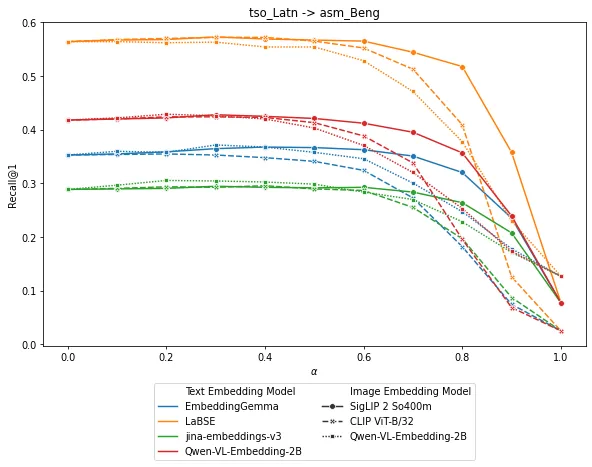 tso_Latn -> asm_Beng
Recall@1
0.6
0.5
0.4
0.3
0.2
0.1
0.0
0.0 0.2 0.4 0.6 0.8 1.0
α
Text Embedding Model Image Embedding Model
EmbeddingGemma SigLIP 2 So400m
LaBSE CLIP ViT-B/32
jina-embeddings-v3 Qwen-VL-Embedding-2B
Qwen-VL-Embedding-2B